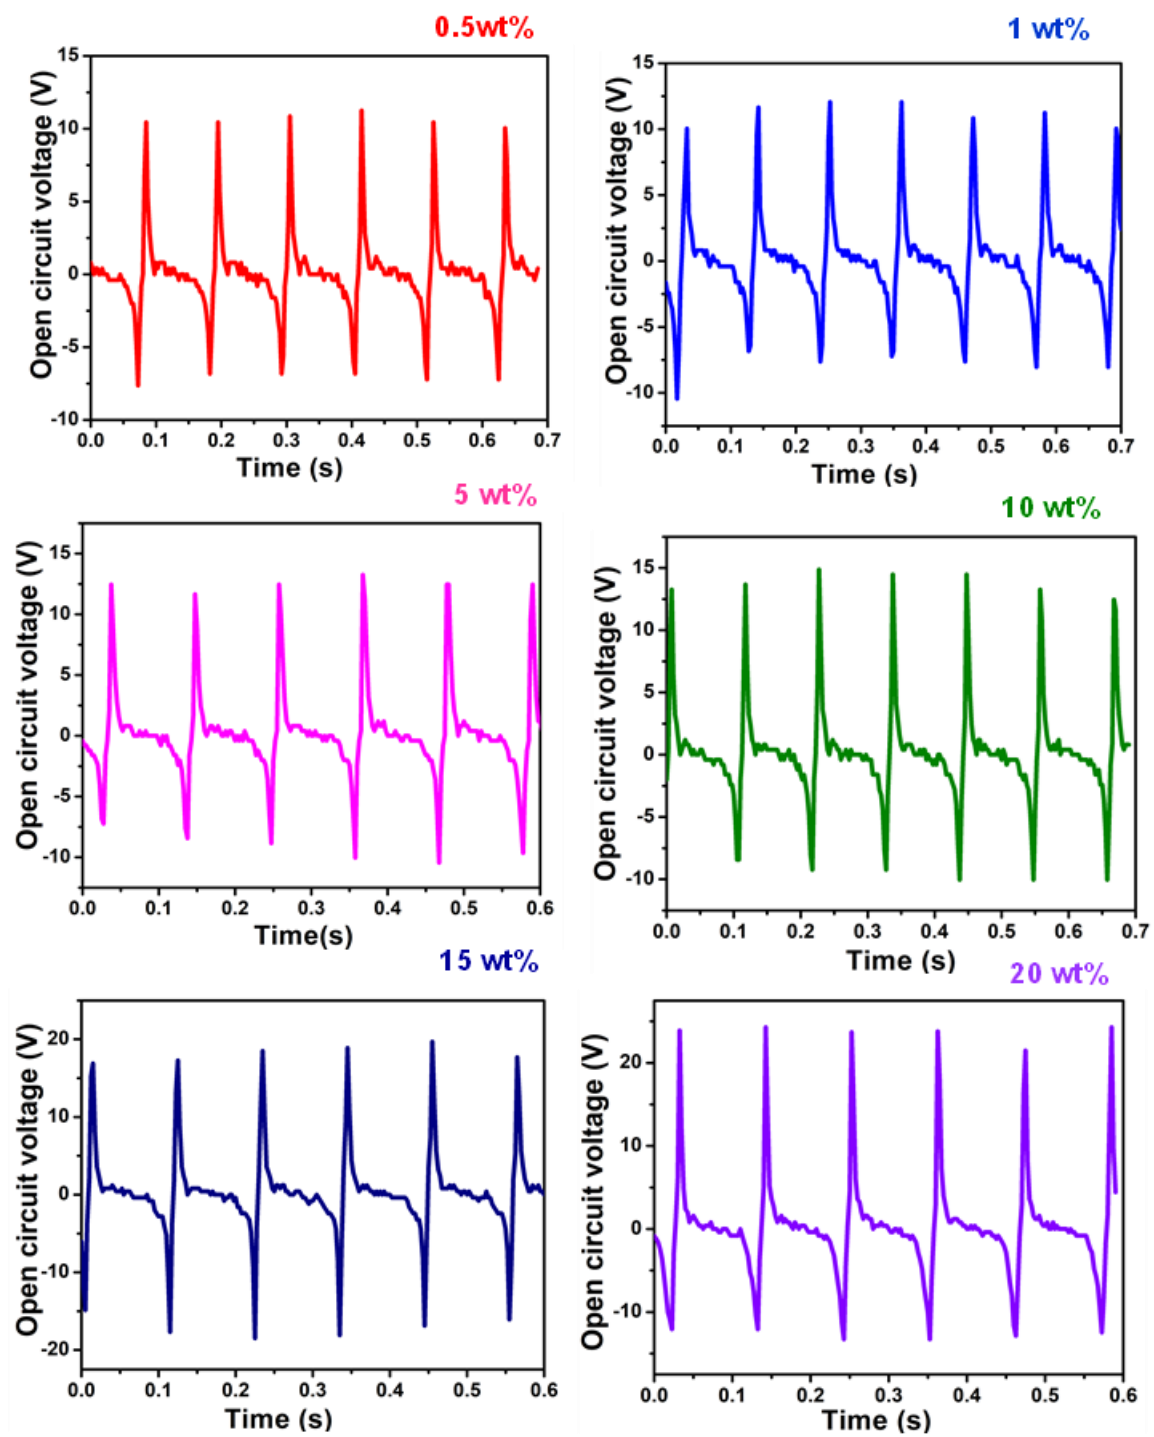 0.5wt%
Open circuit voltage (V)
15
10
5
0
-5
-10
0.0 0.1 0.2 0.3 0.4 0.5 0.6 0.7
Time (s)
1 wt%
Open circuit voltage (V)
15
10
5
0
-5
-10
0.0 0.1 0.2 0.3 0.4 0.5 0.6 0.7
Time (s)
5 wt%
Open circuit voltage (V)
15
10
5
0
-5
-10
0.0 0.1 0.2 0.3 0.4 0.5 0.6
Time(s)
10 wt%
Open circuit voltage (V)
15
10
5
0
-5
-10
0.0 0.1 0.2 0.3 0.4 0.5 0.6 0.7
Time (s)
15 wt%
Open circuit voltage (V)
20
10
0
-10
-20
0.0 0.1 0.2 0.3 0.4 0.5 0.6
Time (s)
20 wt%
Open circuit voltage (V)
20
10
0
-10
0.0 0.1 0.2 0.3 0.4 0.5 0.6
Time (s)